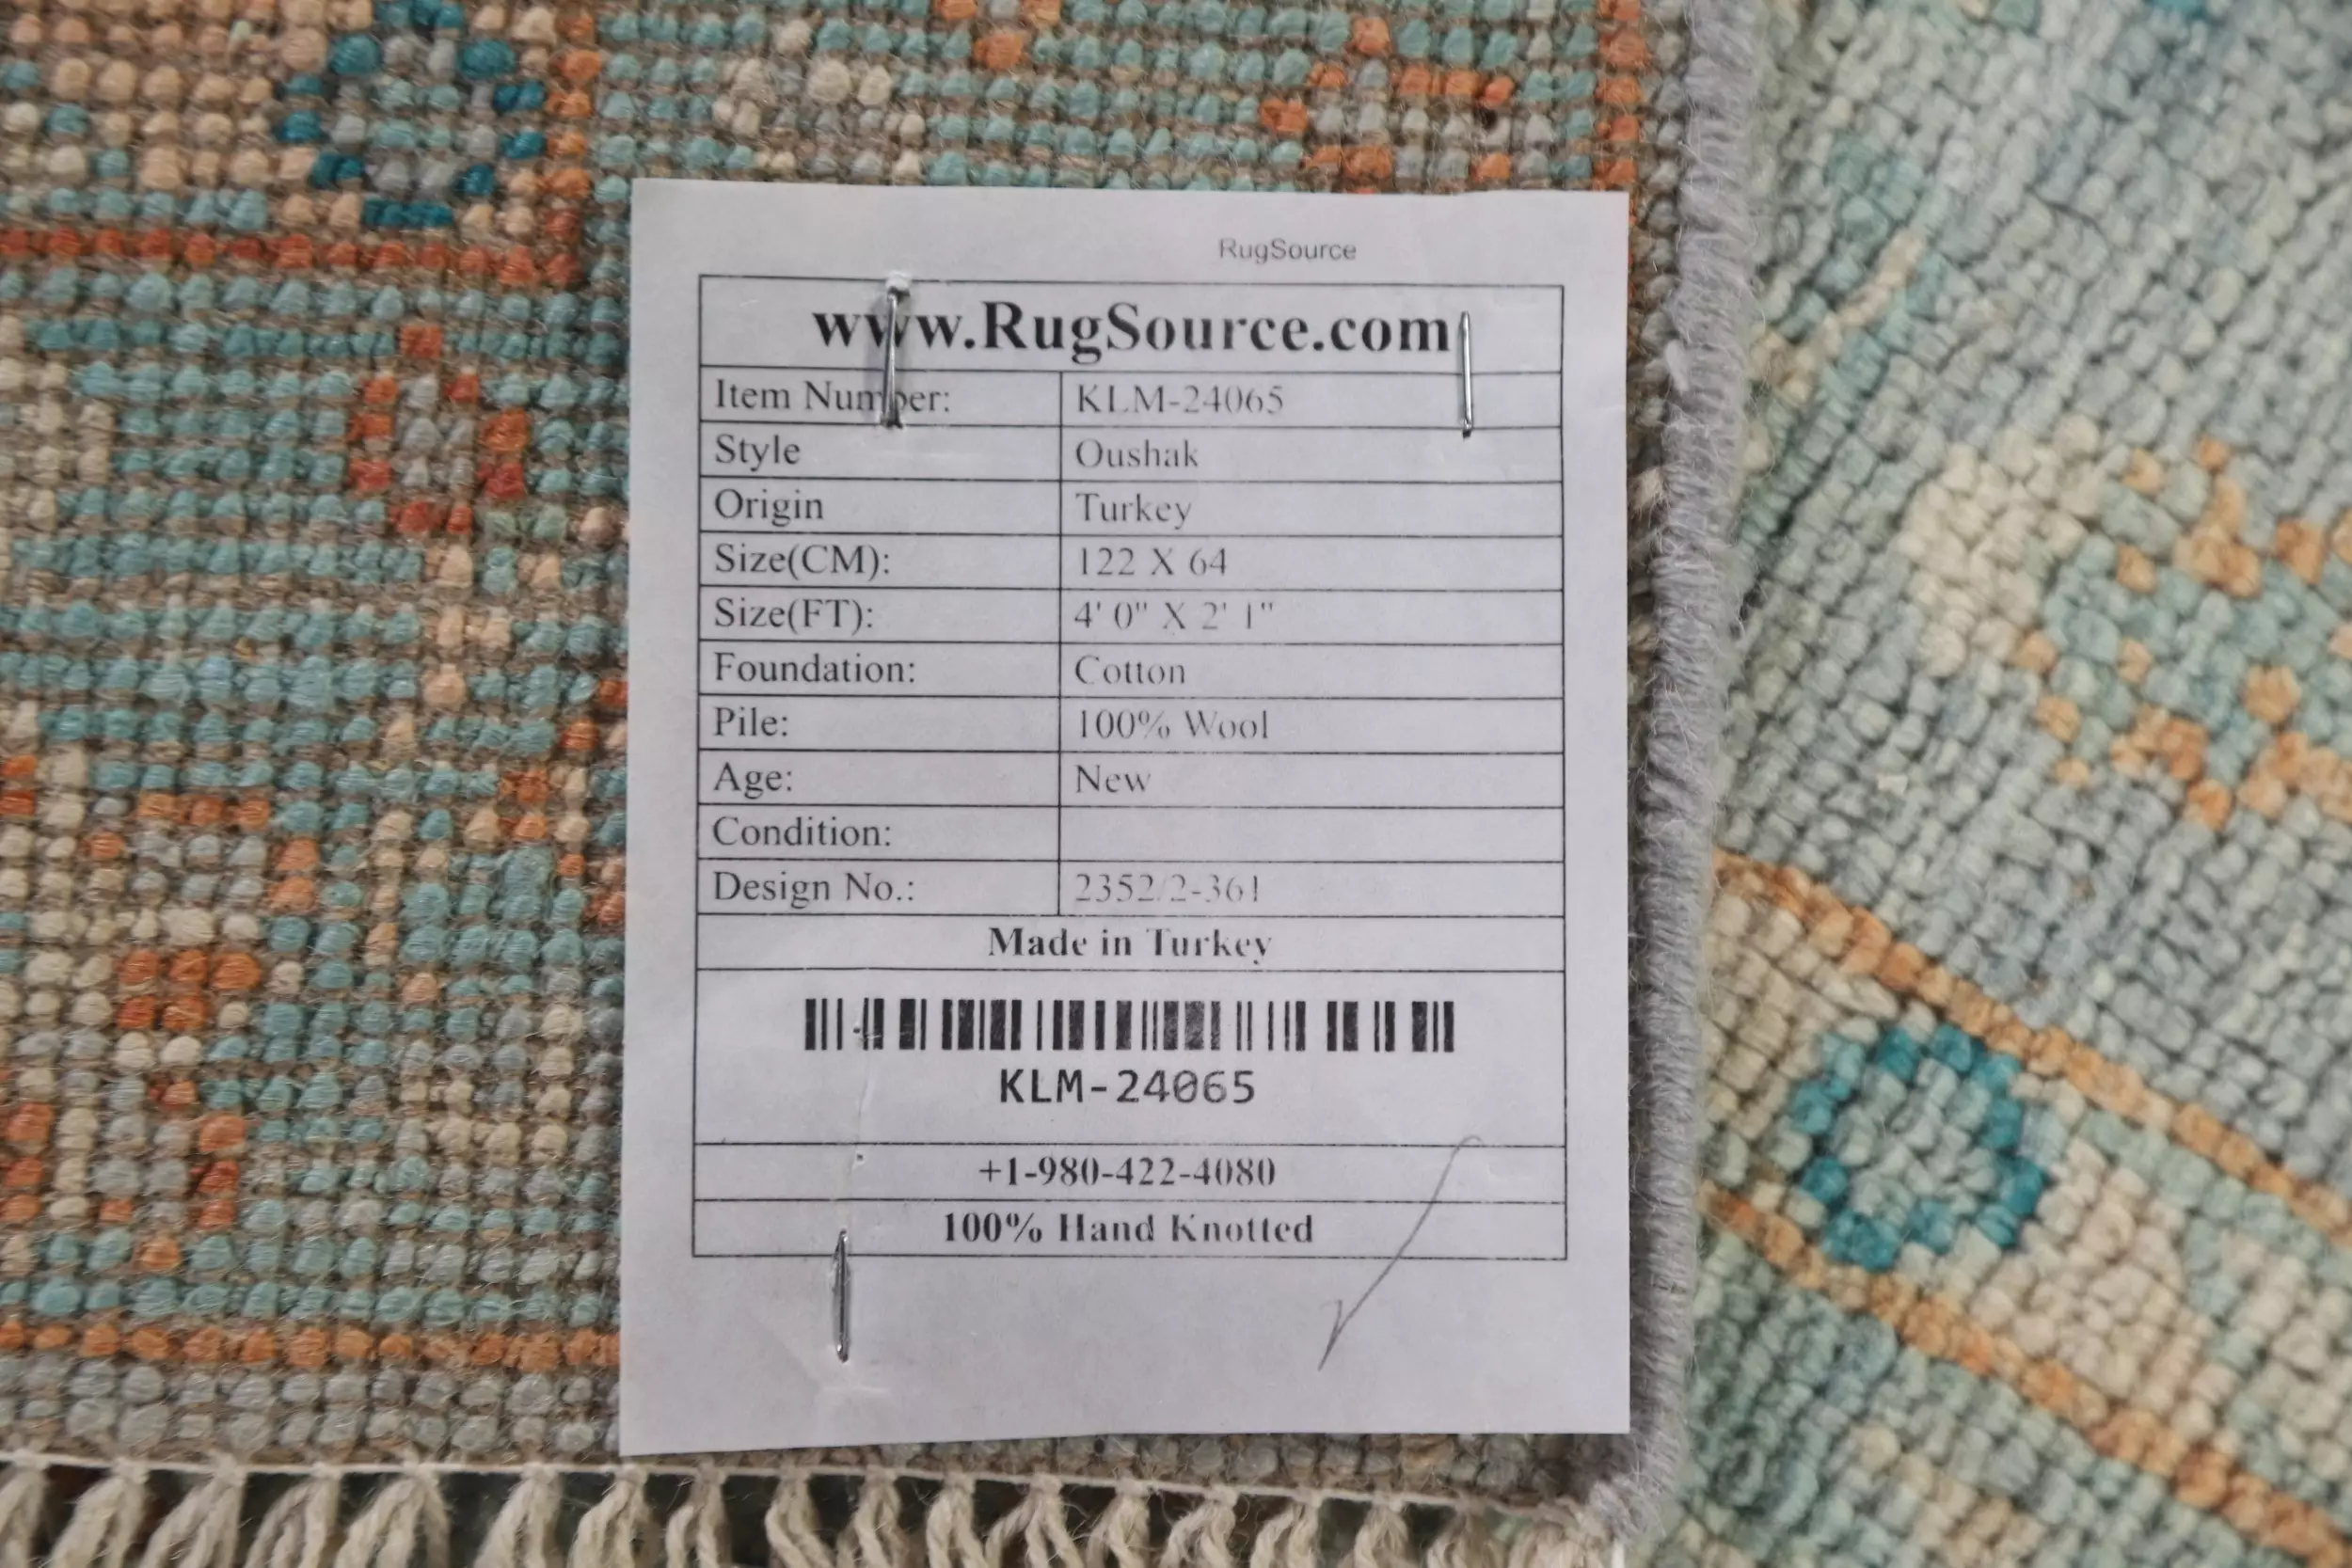 RugSource
www.RugSource.com
Item Number: KLM-24065
Style Oushak
Origin Turkey
Size(CM): 122 X 64
Size(FT): 4' 0" X 2' 1"
Foundation: Cotton
Pile: 100% Wool
Age: New
Condition:
Design No.: 2352/2-361
Made in Turkey
KLM-24065
+1-980-422-4080
100% Hand Knotted